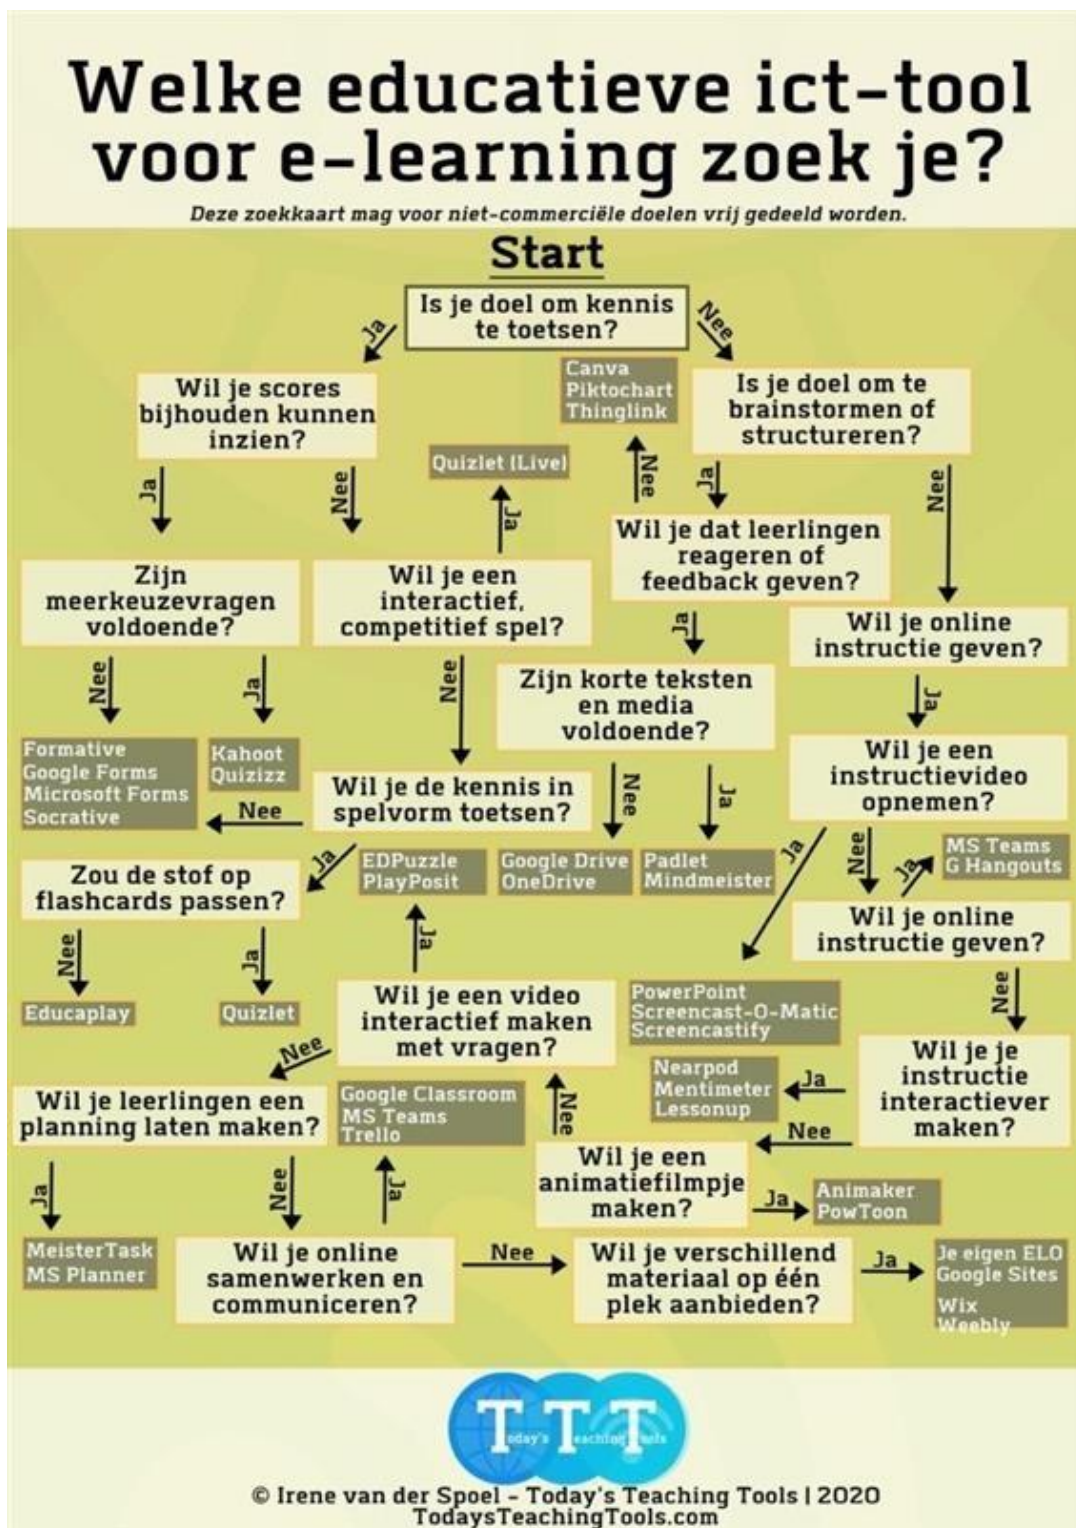 Welke educatieve ict-tool
voor e-learning zoek je?
Deze zoekkaart mag voor niet-commerciële doelen vrij gedeeld worden.
Start
Is je doel om kennis
te toetsen?
Ja
Nee
Wil je scores
bijhouden kunnen
inzien?
Canva
Piktochart
Thinglink
Is je doel om te
brainstormen of
structureren?
Quizlet (Live)
Ja
Nee
Ja
Nee
Ja
Nee
Wil je dat leerlingen
reageren of
feedback geven?
Zijn
meerkeuzevragen
voldoende?
Wil je een
interactief,
competitief spel?
Wil je online
instructie geven?
Ja
Nee
Ja
Nee
Zijn korte teksten
en media
voldoende?
Ja
Formative
Google Forms
Microsoft Forms
Socrative
Kahoot
Quizizz
Wil je de kennis in
spelvorm toetsen?
Nee
Nee
Ja
Wil je een
instructievideo
opnemen?
Ja
Nee
Ja
MS Teams
G Hangouts
Zou de stof op
flashcards passen?
Ja
EDPuzzle
PlayPosit
Google Drive
OneDrive
Padlet
Mindmeister
Wil je online
instructie geven?
Nee
Ja
Ja
Nee
Educaplay
Quizlet
Wil je een video
interactief maken
met vragen?
PowerPoint
Screencast-O-Matic
Screencastify
Nee
Wil je je
instructie
interactiever
maken?
Nearpod
Mentimeter
Lessonup
Ja
Nee
Wil je leerlingen een
planning laten maken?
Google Classroom
MS Teams
Trello
Nee
Wil je een
animatiefilmpje
maken?
Ja
Animaker
PowToon
Ja
Nee
Ja
MeisterTask
MS Planner
Wil je online
samenwerken en
communiceren?
Nee
Wil je verschillend
materiaal op één
plek aanbieden?
Ja
Je eigen ELO
Google Sites
Wix
Weebly
TTT
Today's Teaching Tools
© Irene van der Spoel - Today's Teaching Tools | 2020
TodaysTeachingTools.com